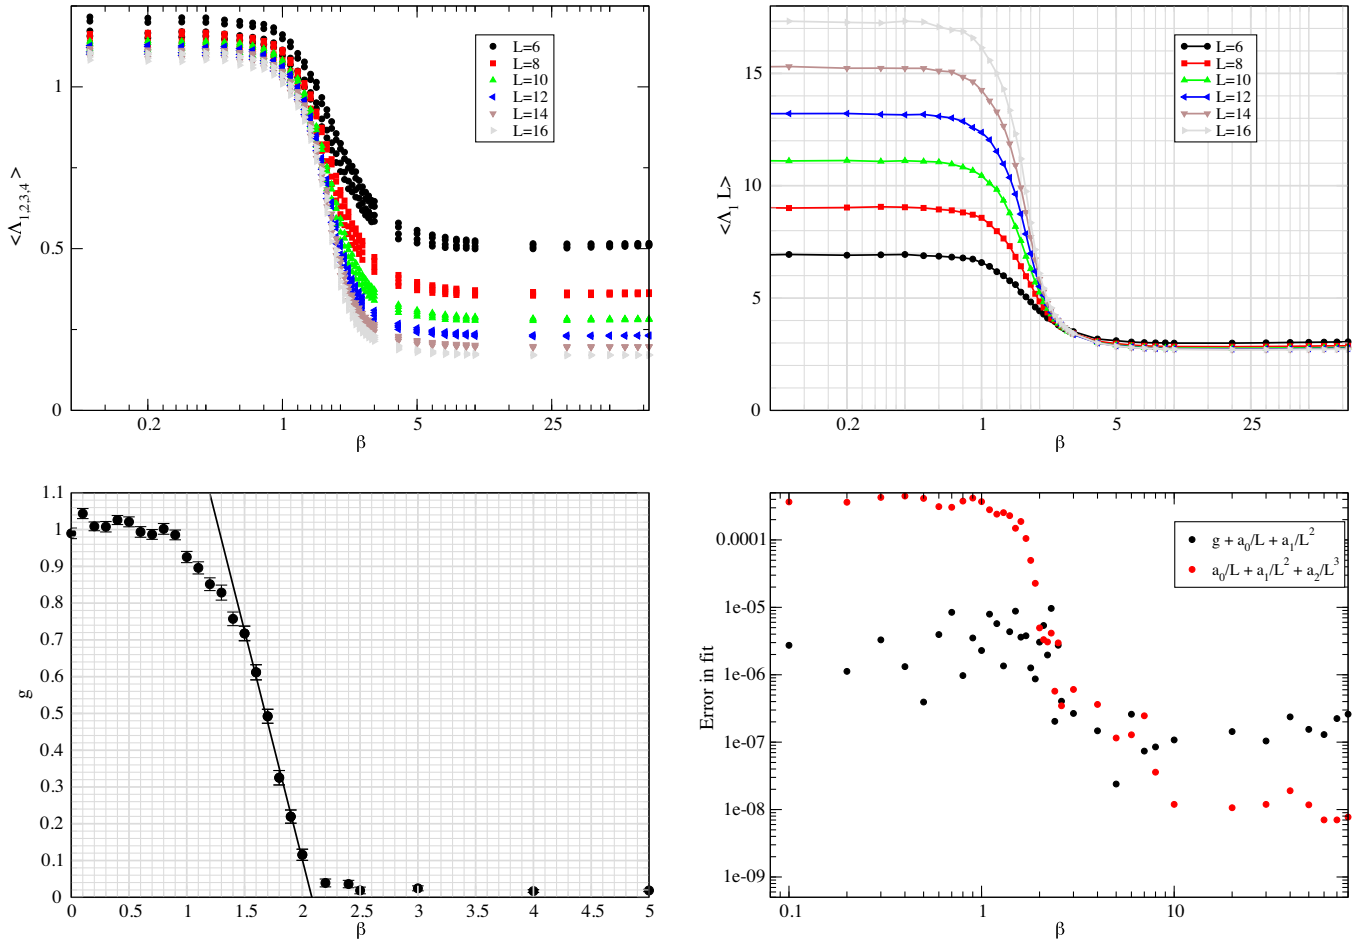 L=6
L=8
L=10
L=12
L=14
L=16
<Λ1,2,3,4 >
1
0.5
0
0.2 1 5 25
β
L=6
L=8
L=10
L=12
L=14
L=16
<Λ1 L>
15
10
5
0
0.2 1 5 25
β
1.1
1
0.9
0.8
0.7
0.6
0.5
0.4
0.3
0.2
0.1
0
g
0 0.5 1 1.5 2 2.5 3 3.5 4 4.5 5
β
g + a0/L + a1/L²
a0/L + a1/L² + a2/L³
Error in fit
0.0001
1e-05
1e-06
1e-07
1e-08
1e-09
0.1 1 10
β